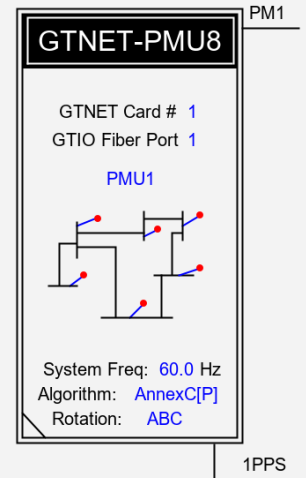 PM1
GTNET-PMU8
GTNET Card # 1
GTIO Fiber Port 1
PMU1
System Freq: 60.0 Hz
Algorithm: AnnexC[P]
Rotation: ABC
1PPS